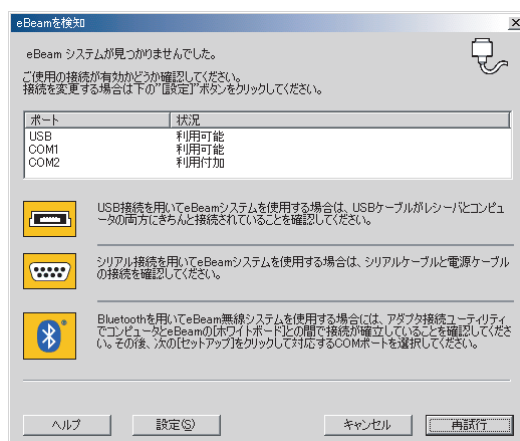 eBeamを検知
eBeam システムが見つかりませんでした。
ご使用の接続が有効かどうか確認してください。
接続を変更する場合は下の"[設定]"ボタンをクリックしてください。
ポート 状況
USB 利用可能
COM1 利用可能
COM2 利用付加
USB接続を用いてeBeamシステムを使用する場合は、USBケーブルがレシーバとコンピュ
ータの両方にきちんと接続されていることを確認してください。
シリアル接続を用いてeBeamシステムを使用する場合は、シリアルケーブルと電源ケーブル
の接続を確認してください。
Bluetoothを用いてeBeam無線システムを使用する場合には、アダプタ接続ユーティリティ
でコンピュータとeBeamの[ホワイトボード]との間で接続が確立していることを確認してくださ
い。その後、次の[セットアップ]をクリックして対応するCOMポートを選択してください。
ヘルプ 設定(S) キャンセル 再試行